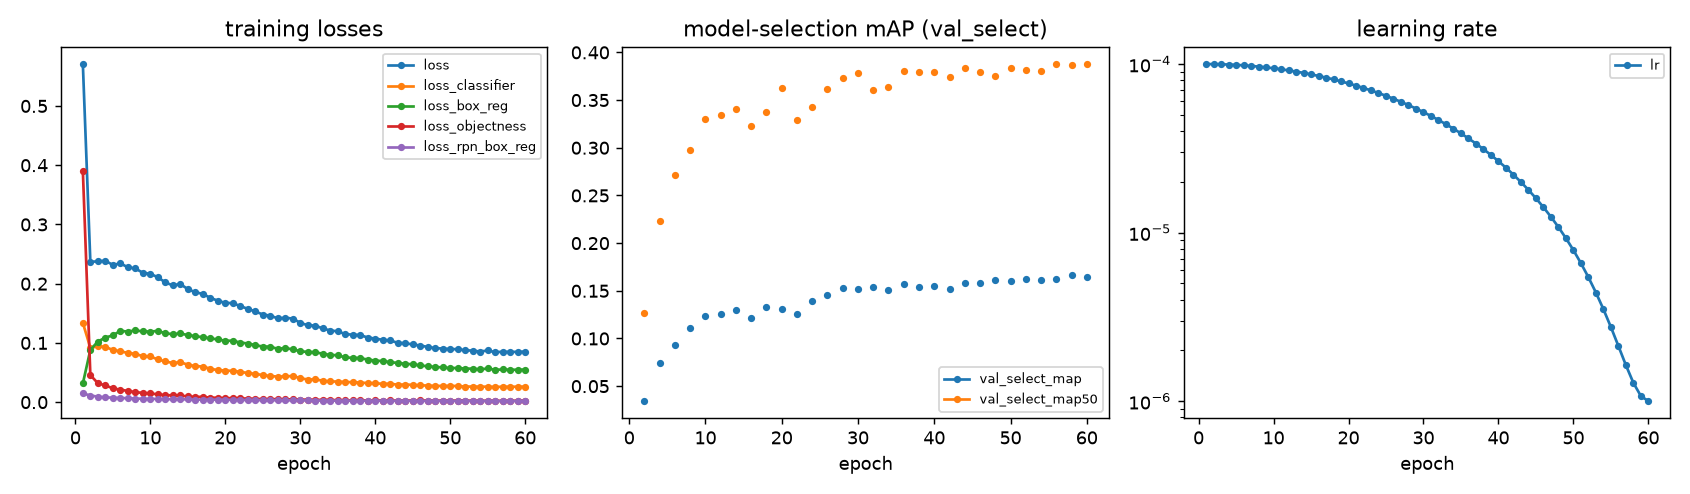 training losses
0.5
0.4
0.3
0.2
0.1
0.0
0 10 20 30 40 50 60
epoch
loss
loss_classifier
loss_box_reg
loss_objectness
loss_rpn_box_reg
model-selection mAP (val_select)
0.40
0.35
0.30
0.25
0.20
0.15
0.10
0.05
0 10 20 30 40 50 60
epoch
val_select_map
val_select_map50
learning rate
10⁻⁴
10⁻⁵
10⁻⁶
0 10 20 30 40 50 60
epoch
lr